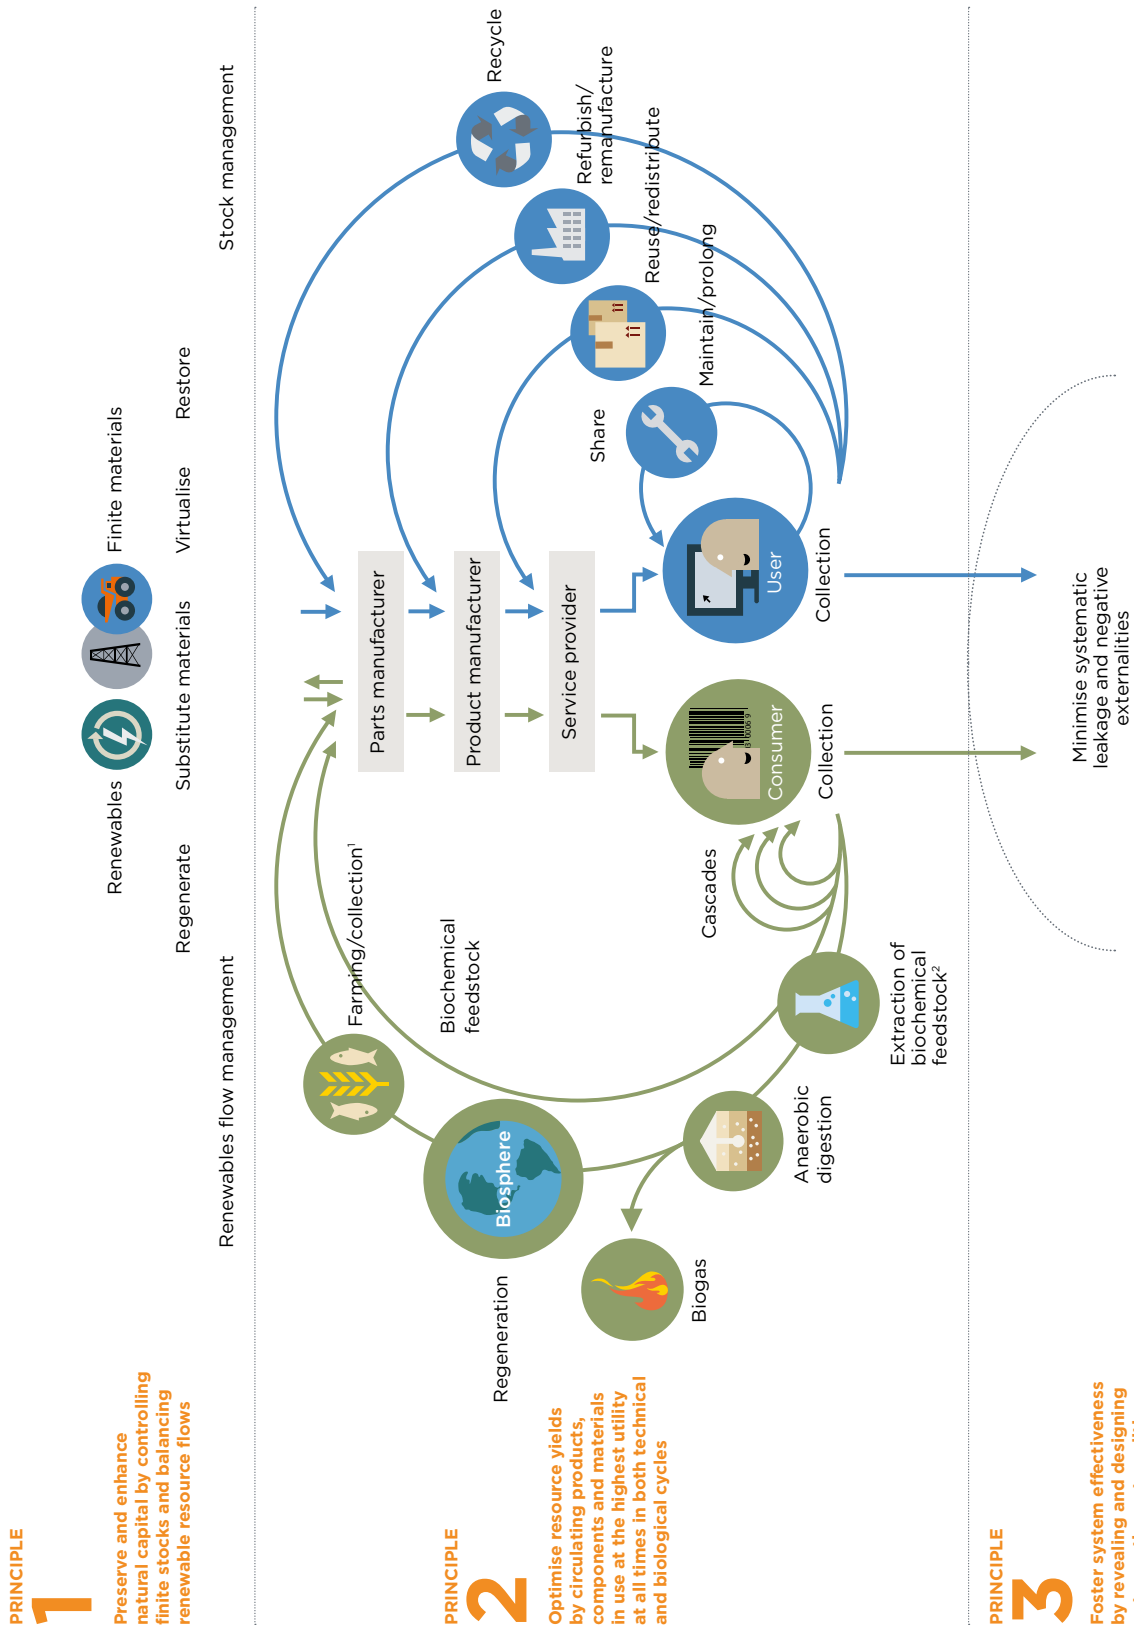 PRINCIPLE
1
Preserve and enhance
natural capital by controlling
finite stocks and balancing
renewable resource flows
Renewables
Finite materials
Regenerate
Substitute materials
Virtualise
Restore
Renewables flow management
Stock management
PRINCIPLE
2
Optimise resource yields
by circulating products,
components and materials
in use at the highest utility
at all times in both technical
and biological cycles
Farming/collection¹
Parts manufacturer
Biochemical
feedstock
Product manufacturer
Recycle
Regeneration
Biosphere
Service provider
Share
Refurbish/
remanufacture
Reuse/redistribute
Maintain/prolong
Biogas
Cascades
Consumer
User
Collection
Collection
Anaerobic
digestion
Extraction of
biochemical
feedstock²
PRINCIPLE
3
Foster system effectiveness
by revealing and designing
Minimise systematic
leakage and negative
externalities